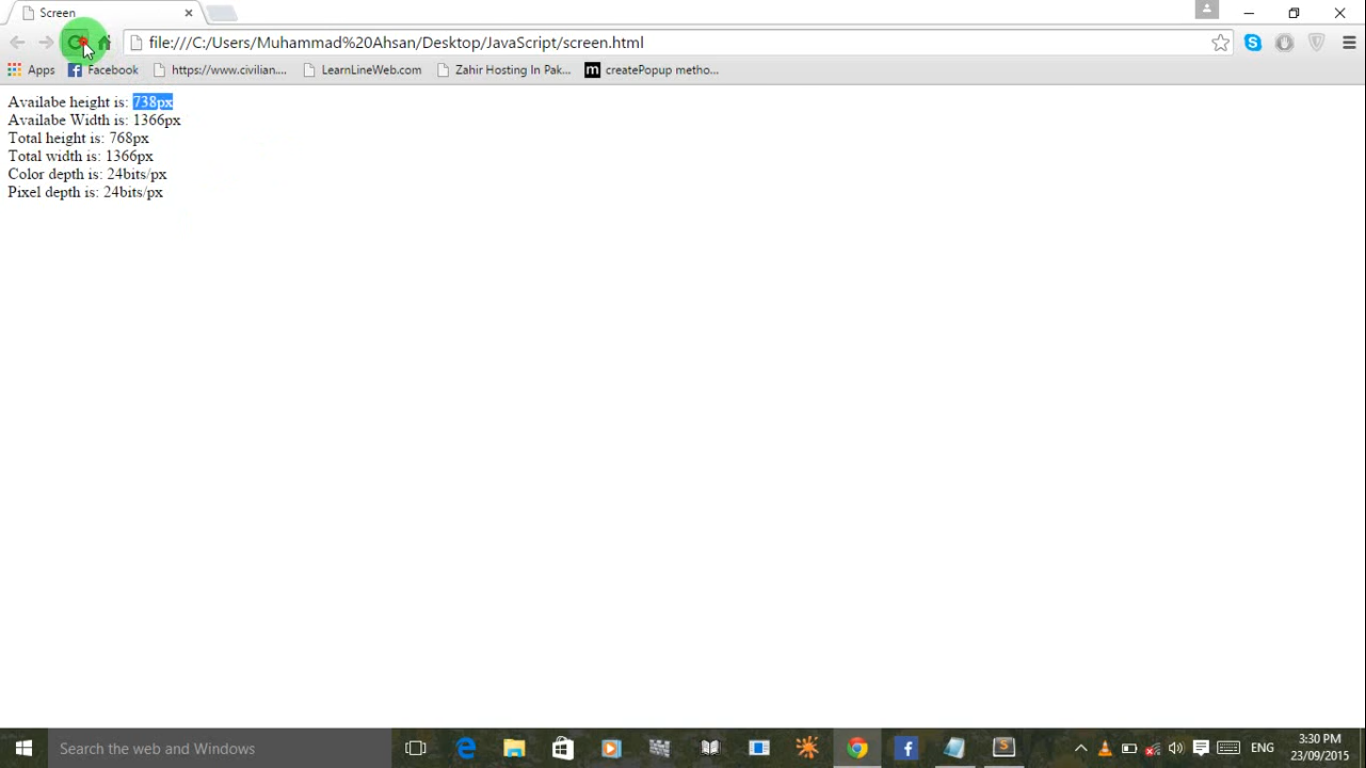 Screen
file:///C:/Users/Muhammad%20Ahsan/Desktop/JavaScript/screen.html
Apps Facebook https://www.civilian.... LearnLineWeb.com Zahir Hosting In Pak... m createPopup metho...
Availabe height is: 738px
Availabe Width is: 1366px
Total height is: 768px
Total width is: 1366px
Color depth is: 24bits/px
Pixel depth is: 24bits/px
Search the web and Windows
ENG
3:30 PM
23/09/2015